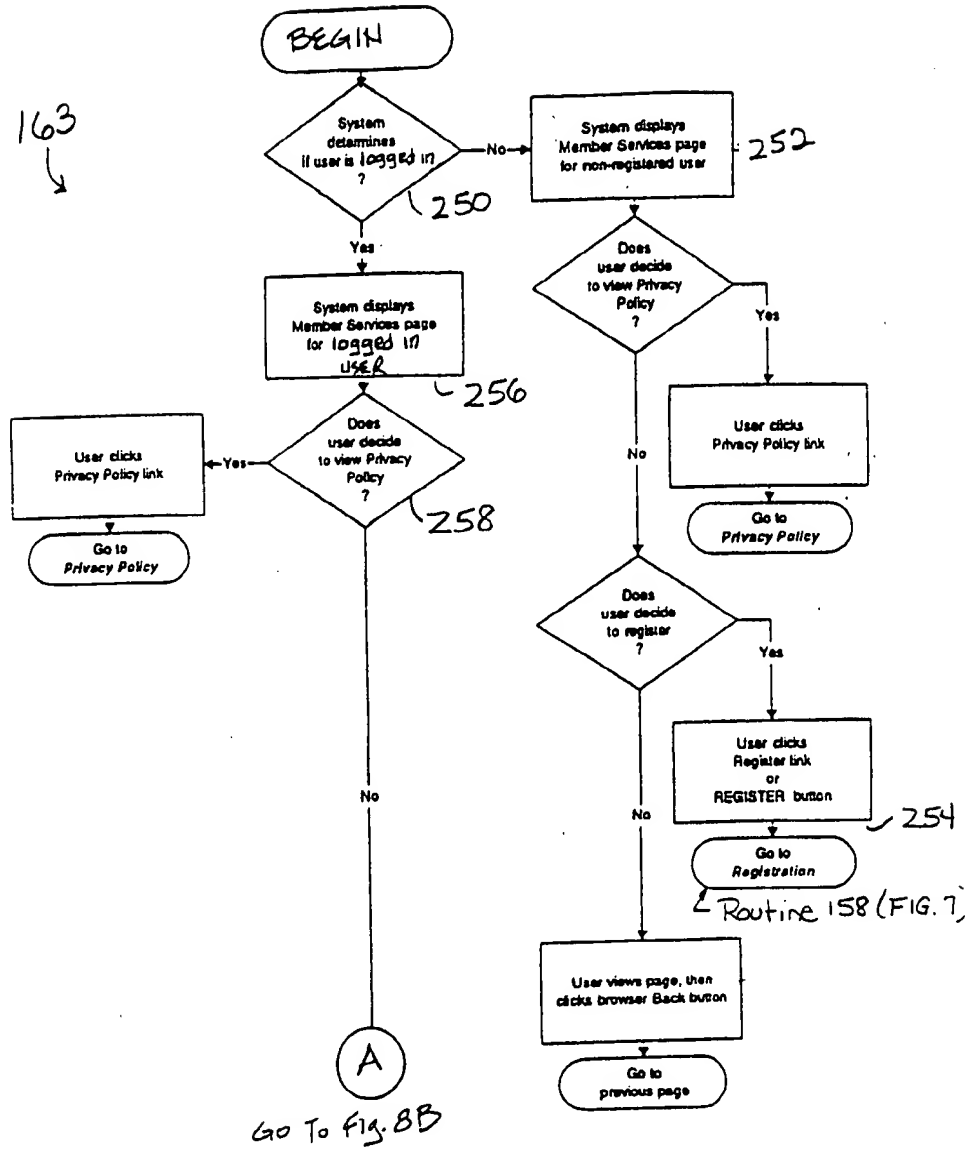 BEGIN
163
System
determines
if user is logged in
?
250
No
System displays
Member Services page
for non-registered user
252
Yes
System displays
Member Services page
for logged in
USER
256
Does
user decide
to view Privacy
Policy
?
Yes
User clicks
Privacy Policy link
Go to
Privacy Policy
No
Does
user decide
to view Privacy
Policy
?
258
Yes
User clicks
Privacy Policy link
Go to
Privacy Policy
Does
user decide
to register
?
Yes
User clicks
Register link
or
REGISTER button
254
Go to
Registration
Routine 158 (FIG. 7)
No
No
User views page, then
clicks browser Back button
Go to
previous page
A
Go To Fig. 8B